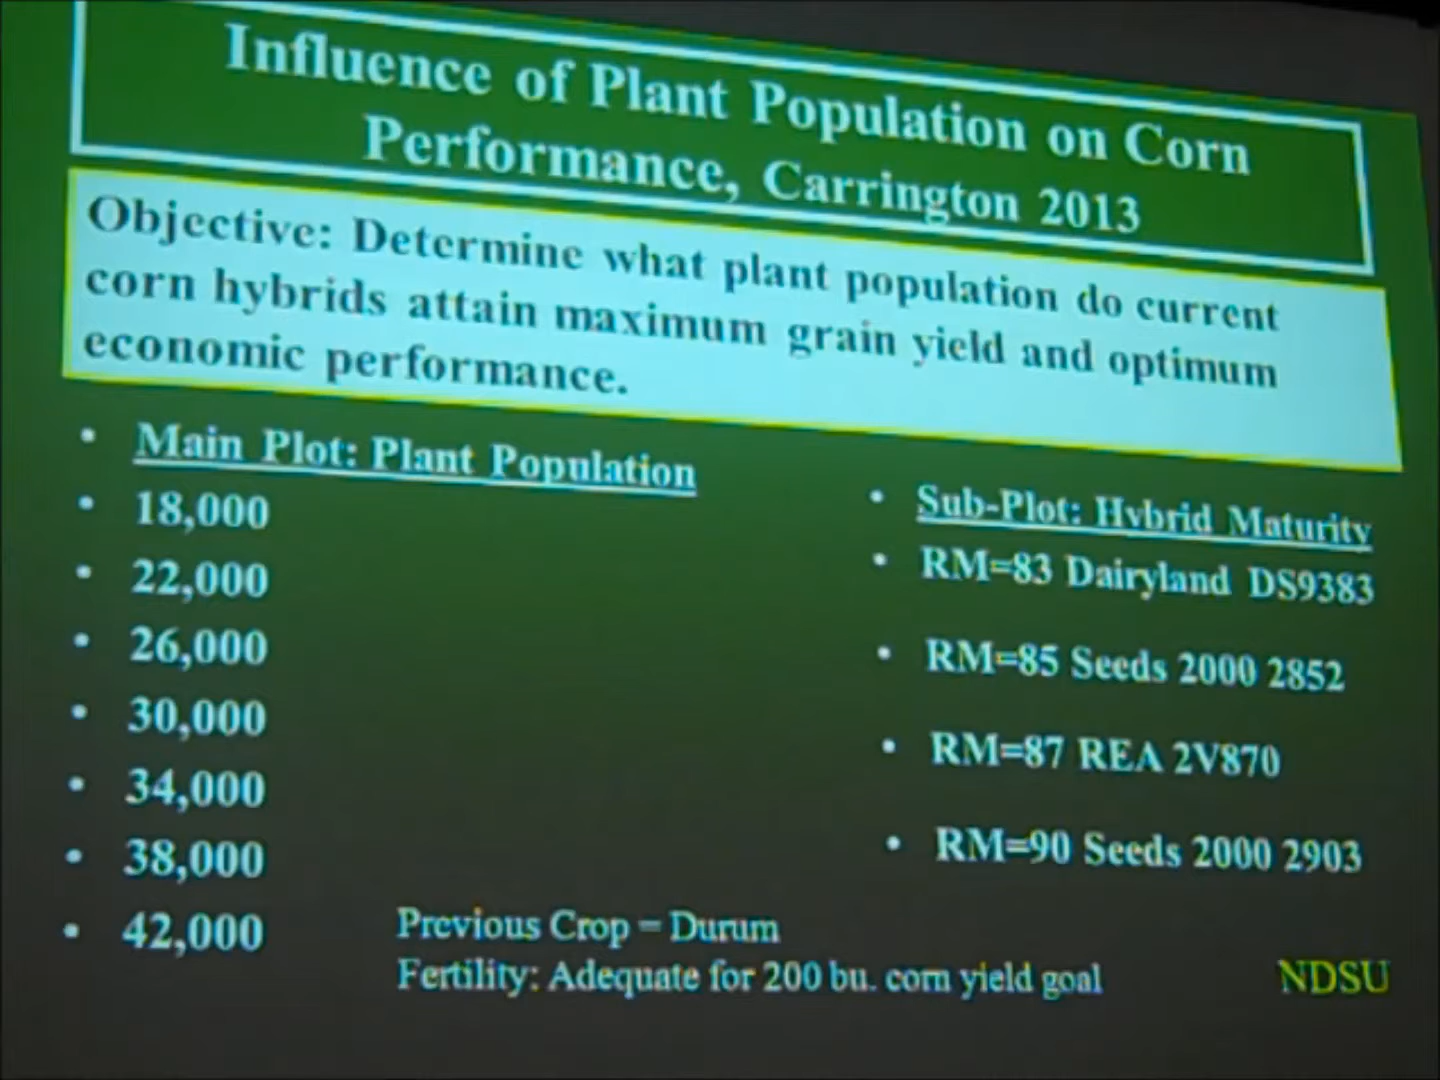 Influence of Plant Population on Corn
Performance, Carrington 2013
Objective: Determine what plant population do current
corn hybrids attain maximum grain yield and optimum
economic performance.
• Main Plot: Plant Population
• 18,000
• 22,000
• 26,000
• 30,000
• 34,000
• 38,000
• 42,000
• Sub-Plot: Hybrid Maturity
• RM=83 Dairyland DS9383
• RM=85 Seeds 2000 2852
• RM=87 REA 2V870
• RM=90 Seeds 2000 2903
Previous Crop = Durum
Fertility: Adequate for 200 bu. corn yield goal
NDSU